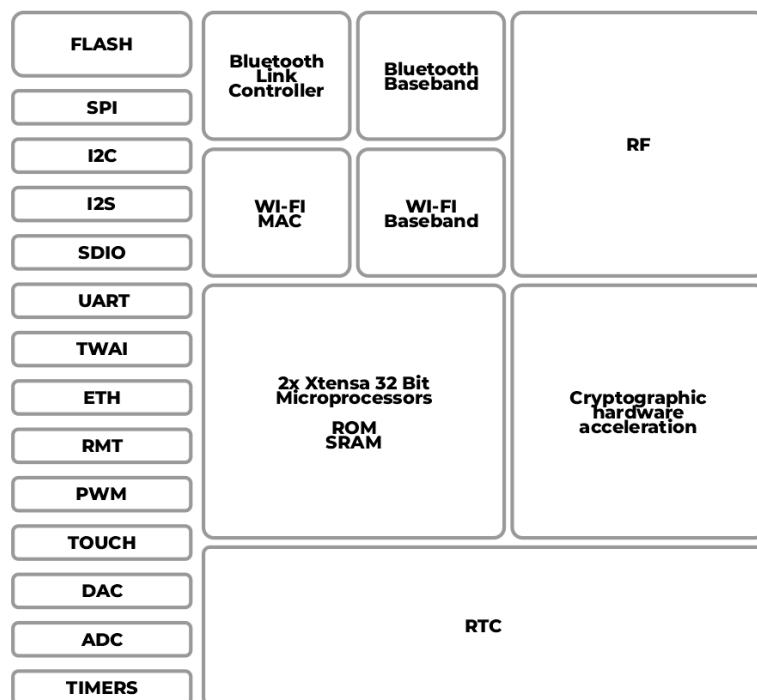 FLASH
SPI
I2C
I2S
SDIO
UART
TWAI
ETH
RMT
PWM
TOUCH
DAC
ADC
TIMERS
Bluetooth
Link
Controller
Bluetooth
Baseband
RF
WI-FI
MAC
WI-FI
Baseband
2x Xtensa 32 Bit
Microprocessors
ROM
SRAM
Cryptographic
hardware
acceleration
RTC